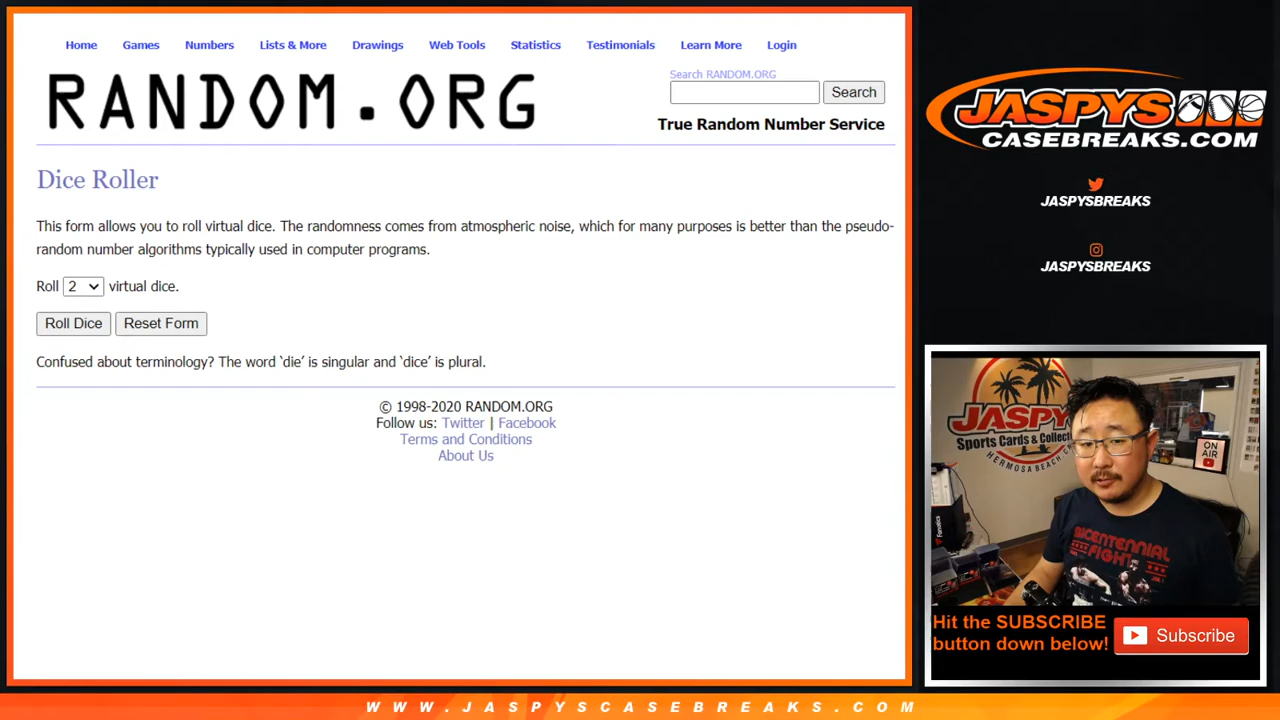 Home Games Numbers Lists & More Drawings Web Tools Statistics Testimonials Learn More Login
RANDOM.ORG
Search RANDOM.ORG
Search
True Random Number Service
Dice Roller
This form allows you to roll virtual dice. The randomness comes from atmospheric noise, which for many purposes is better than the pseudo-
random number algorithms typically used in computer programs.
Roll 2 virtual dice.
Roll Dice Reset Form
Confused about terminology? The word ‘die’ is singular and ‘dice’ is plural.
© 1998-2020 RANDOM.ORG
Follow us: Twitter | Facebook
Terms and Conditions
About Us
JASPYS
CASEBREAKS.COM
JASPYSBREAKS
JASPYSBREAKS
JASPY
Sports Cards & Collect
HERMOSA BEACH
ON
AIR
Fanatics
BICENTENNIAL
FIGHT
Hit the SUBSCRIBE
button down below!
Subscribe
WWW.JASPYSCASEBREAKS.COM